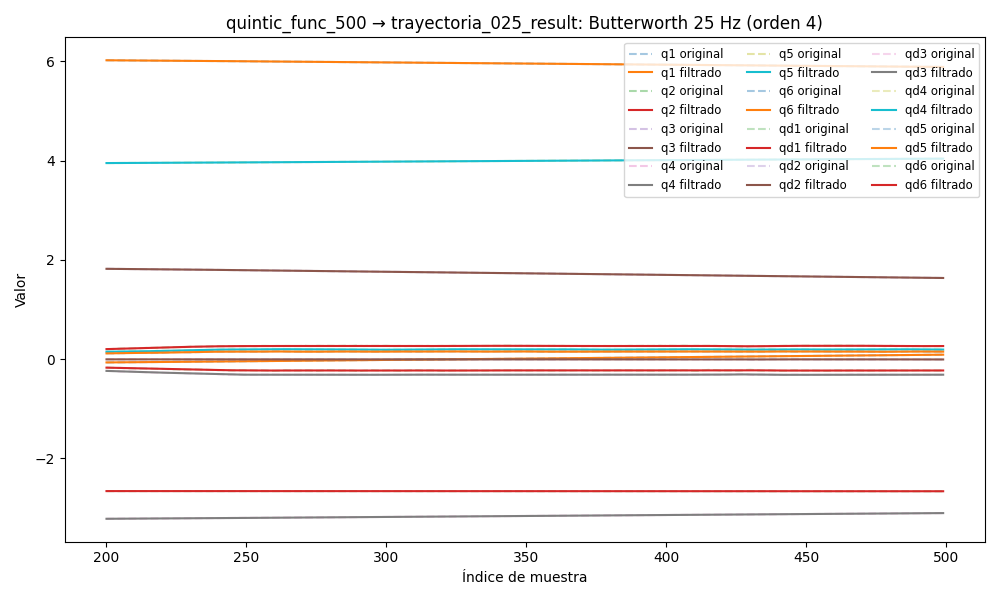 quintic_func_500 → trayectoria_025_result: Butterworth 25 Hz (orden 4)
q1 original
q1 filtrado
q2 original
q2 filtrado
q3 original
q3 filtrado
q4 original
q4 filtrado
q5 original
q5 filtrado
q6 original
q6 filtrado
qd1 original
qd1 filtrado
qd2 original
qd2 filtrado
qd3 original
qd3 filtrado
qd4 original
qd4 filtrado
qd5 original
qd5 filtrado
qd6 original
qd6 filtrado
Valor
6
4
2
0
−2
200
250
300
350
400
450
500
Índice de muestra